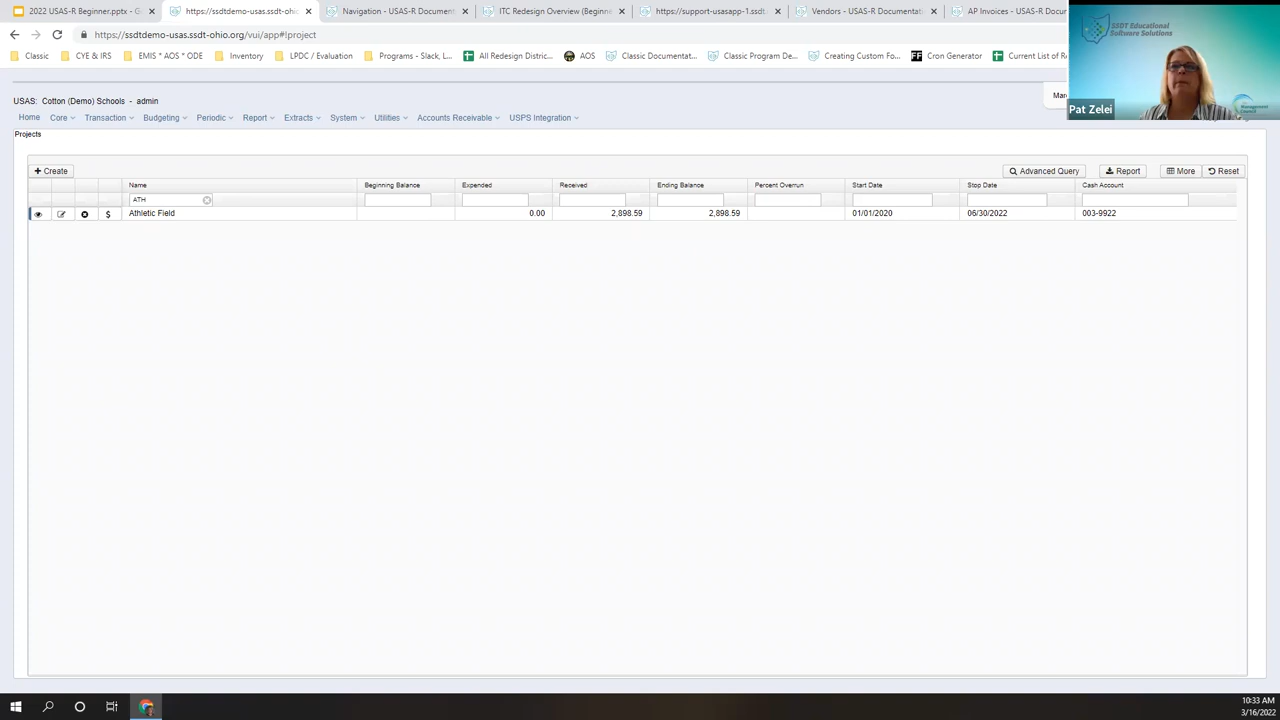 2022 USAS-R Beginner.pptx - G
https://ssdtdemo-usas.ssdt-ohio
Navigation - USAS-R Document
ITC Redesign Overview (Beginne
https://support-usasapp-1.ssdt
Vendors - USAS-R Documentati
AP Invoices - USAS-R Docu
https://ssdtdemo-usas.ssdt-ohio.org/vui/app#!project
Classic
CYE & IRS
EMIS * AOS * ODE
Inventory
LPDC / Evaluation
Programs - Slack, L...
All Redesign Distric...
AOS
Classic Documentat...
Classic Program De...
Creating Custom Fo...
Cron Generator
Current List of R
SSDT Educational
Software Solutions
Management
Council
Pat Zelei
USAS: Cotton (Demo) Schools - admin
Mar
Home Core Transaction Budgeting Periodic Report Extracts System Utilities Accounts Receivable USPS Integration
Projects
Create
Advanced Query Report More Reset
Name Beginning Balance Expended Received Ending Balance Percent Overrun Start Date Stop Date Cash Account
ATH
$ Athletic Field 0.00 2,898.59 2,898.59 01/01/2020 06/30/2022 003-9922
10:33 AM
3/16/2022